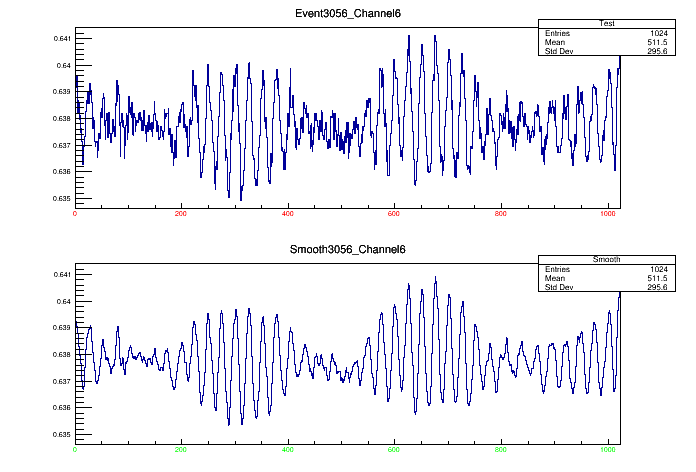 Event3056_Channel6
Test
Entries 1024
Mean 511.5
Std Dev 295.6
0.641
0.64
0.639
0.638
0.637
0.636
0.635
0 200 400 600 800 1000
Smooth3056_Channel6
Smooth
Entries 1024
Mean 511.5
Std Dev 295.6
0.641
0.64
0.639
0.638
0.637
0.636
0.635
0 200 400 600 800 1000